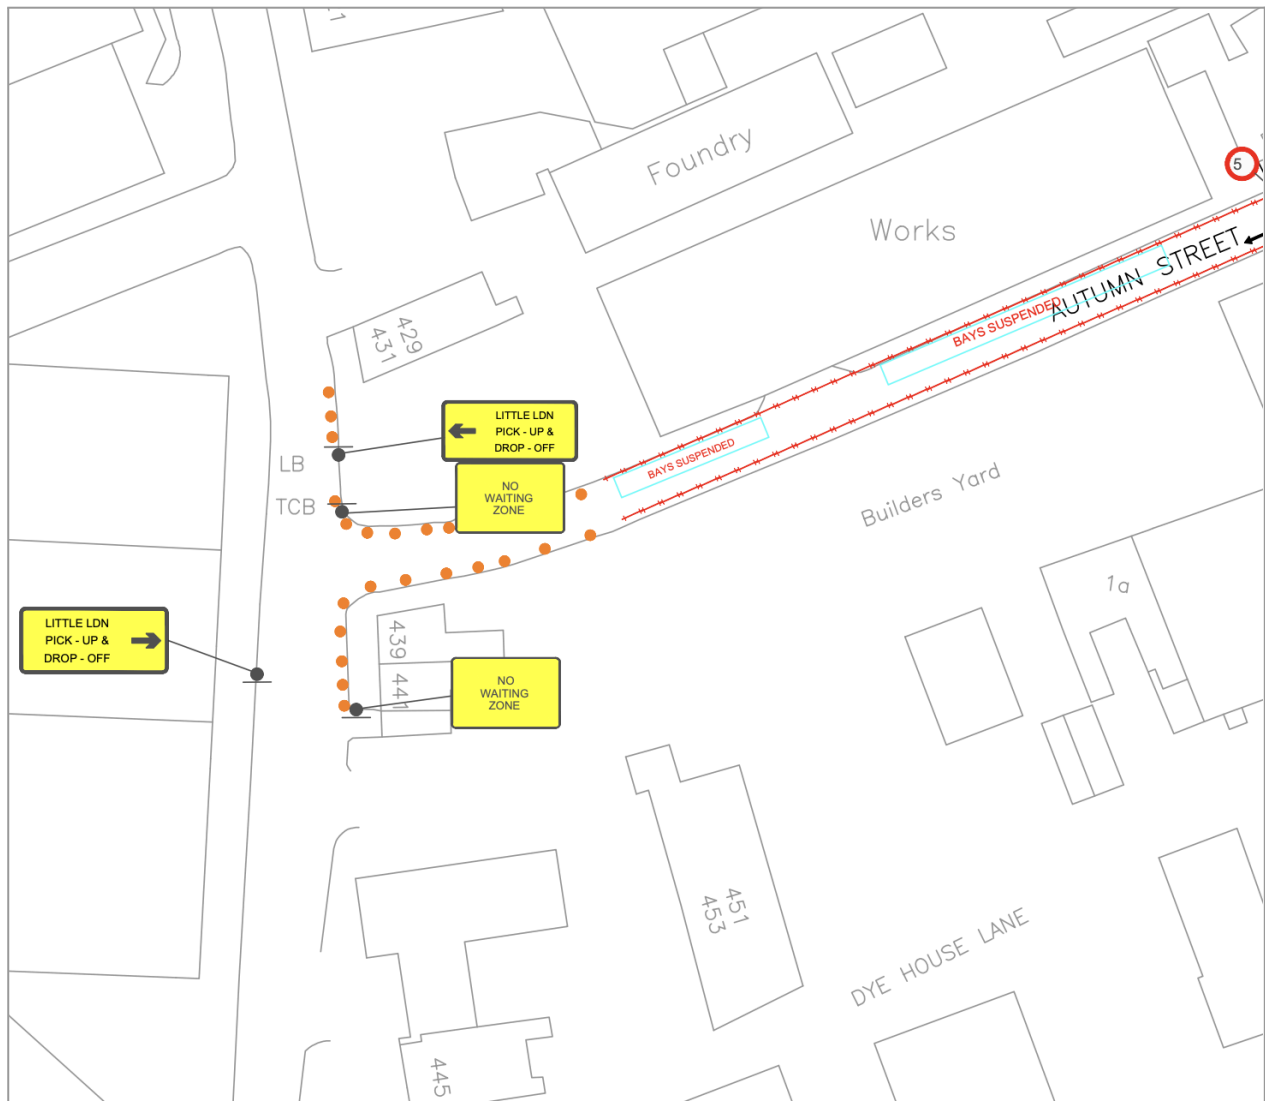 Foundry
Works
5
AUTUMN STREET
BAYS SUSPENDED
429
431
LITTLE LDN
PICK - UP &
DROP - OFF
BAYS SUSPENDED
LB
TCB
NO
WAITING
ZONE
Builders Yard
1a
LITTLE LDN
PICK - UP &
DROP - OFF
439
441
NO
WAITING
ZONE
451
453
DYE HOUSE LANE
445